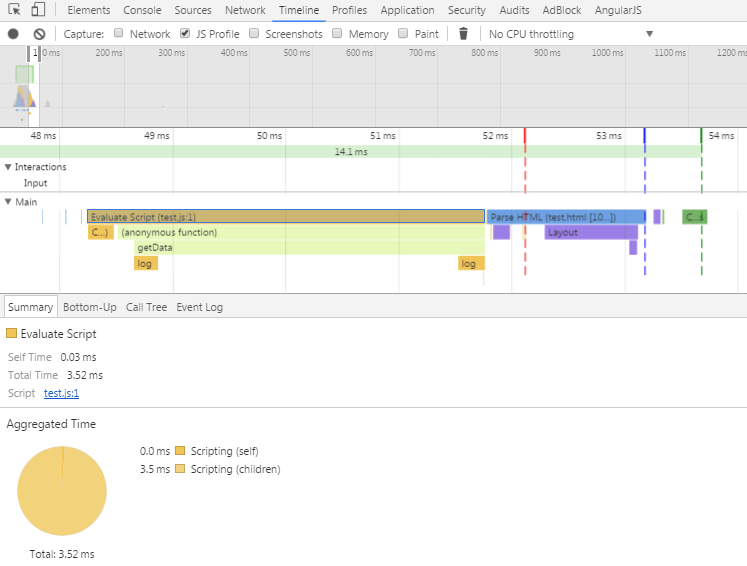 Elements Console Sources Network Timeline Profiles Application Security Audits AdBlock AngularJS
Capture: Network JS Profile Screenshots Memory Paint No CPU throttling
200 ms 300 ms 400 ms 500 ms 600 ms 700 ms 800 ms 900 ms 1000 ms 1100 ms 1200 ms
48 ms 49 ms 50 ms 51 ms 52 ms 53 ms 54 ms
14.1 ms
Interactions
Input
Main
Evaluate Script (test.js:1) Parse HTML (test.html [10...])
C...) (anonymous function) Layout
getData
log log
Summary Bottom-Up Call Tree Event Log
Evaluate Script
Self Time 0.03 ms
Total Time 3.52 ms
Script test.js:1
Aggregated Time
0.0 ms Scripting (self)
3.5 ms Scripting (children)
Total: 3.52 ms